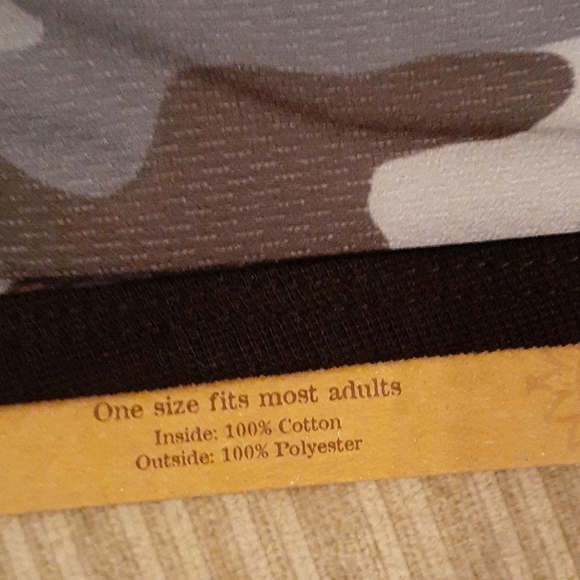 One size fits most adults
Inside: 100% Cotton
Outside: 100% Polyester